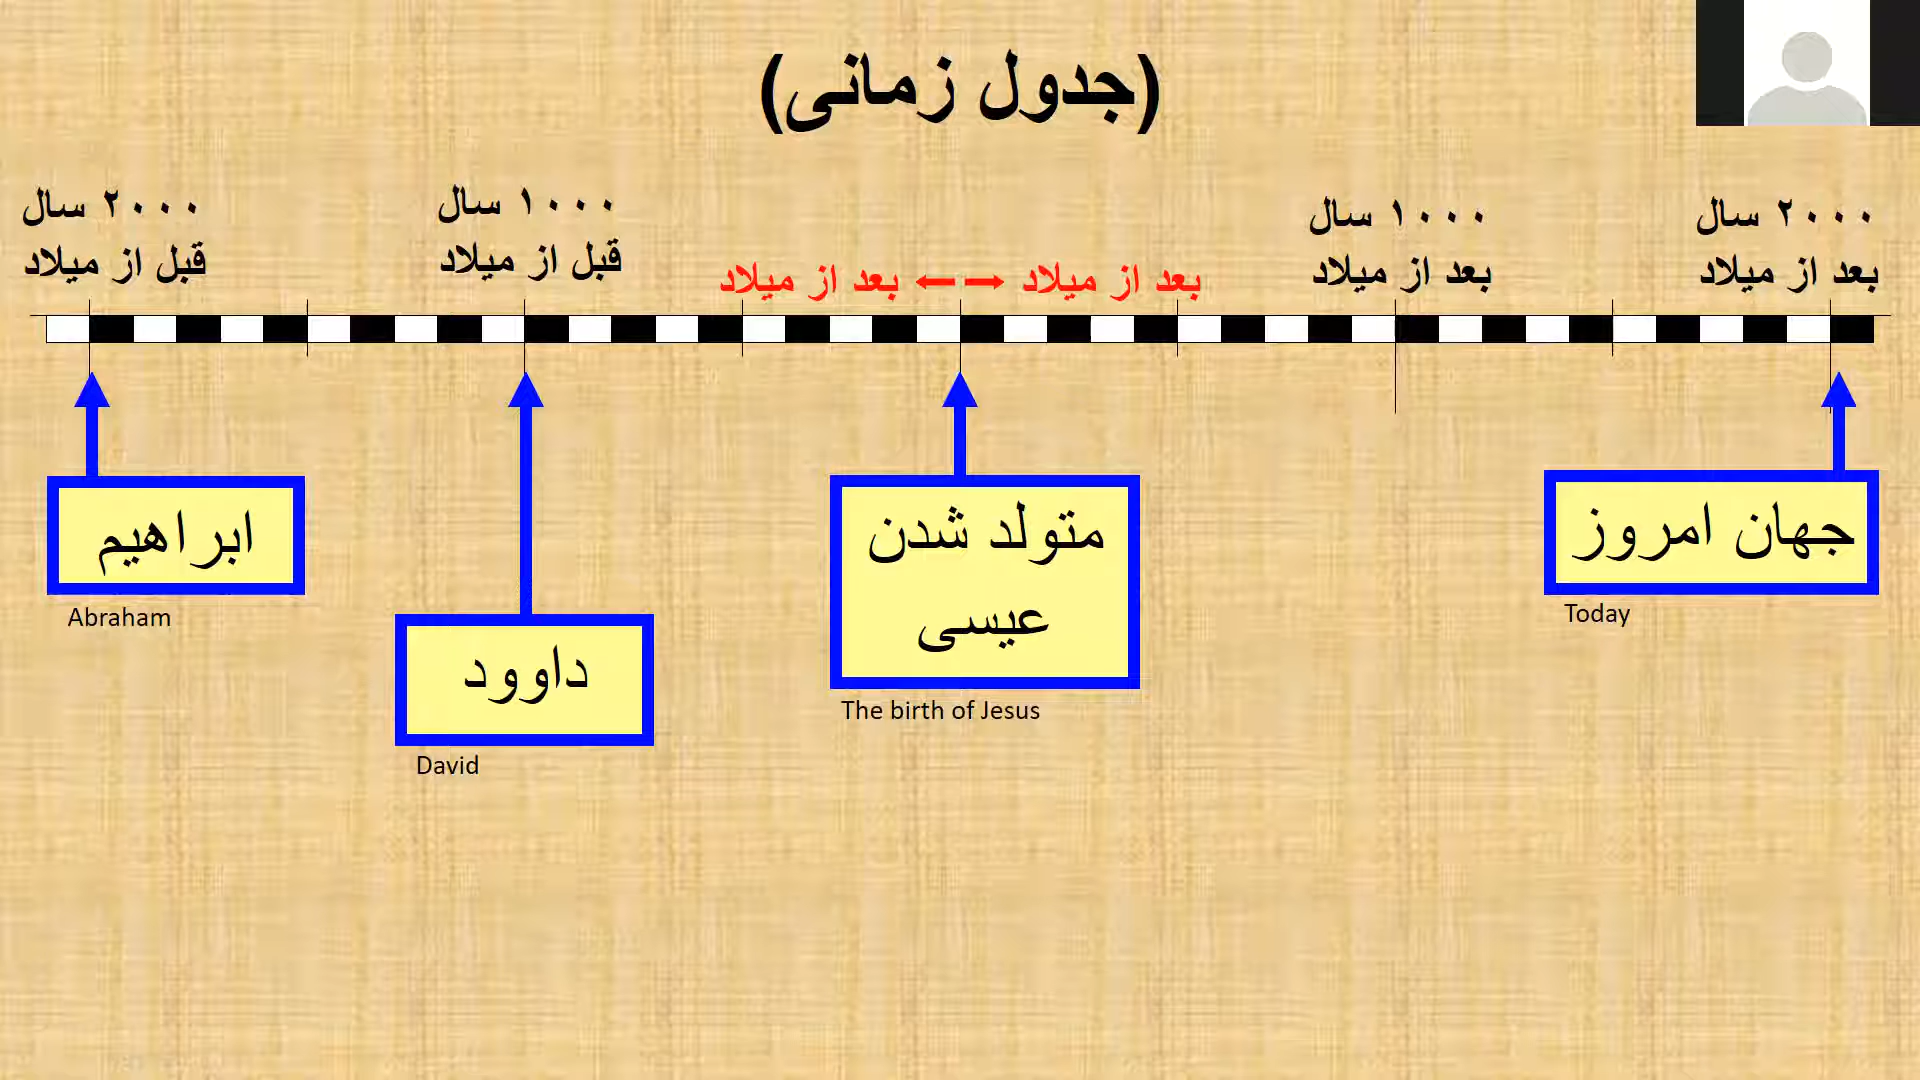 (جدول زمانی)
۲۰۰۰ سال
قبل از میلاد
۱۰۰۰ سال
قبل از میلاد
بعد از میلاد ←→ بعد از میلاد
۱۰۰۰ سال
بعد از میلاد
۲۰۰۰ سال
بعد از میلاد
ابراهیم
Abraham
داوود
David
متولد شدن
عیسی
The birth of Jesus
جهان امروز
Today